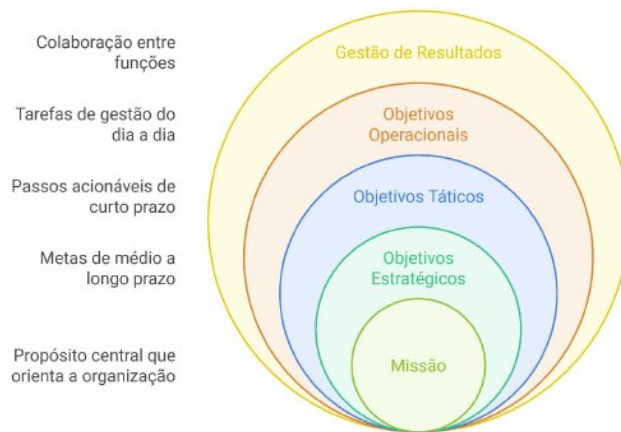 Colaboração entre
funções
Gestão de Resultados
Tarefas de gestão do
dia a dia
Objetivos
Operacionais
Passos acionáveis de
curto prazo
Objetivos Táticos
Metas de médio a
longo prazo
Objetivos
Estratégicos
Propósito central que
orienta a organização
Missão